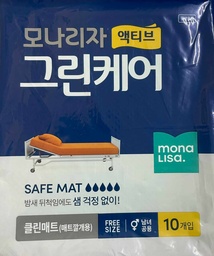 모나리자 액티브
그린케어
mona
LISA.
SAFE MAT
밤새 뒤척임에도 샘 걱정 없이!
클린매트(매트깔개용)
FREE
SIZE
남녀
공용
10개입